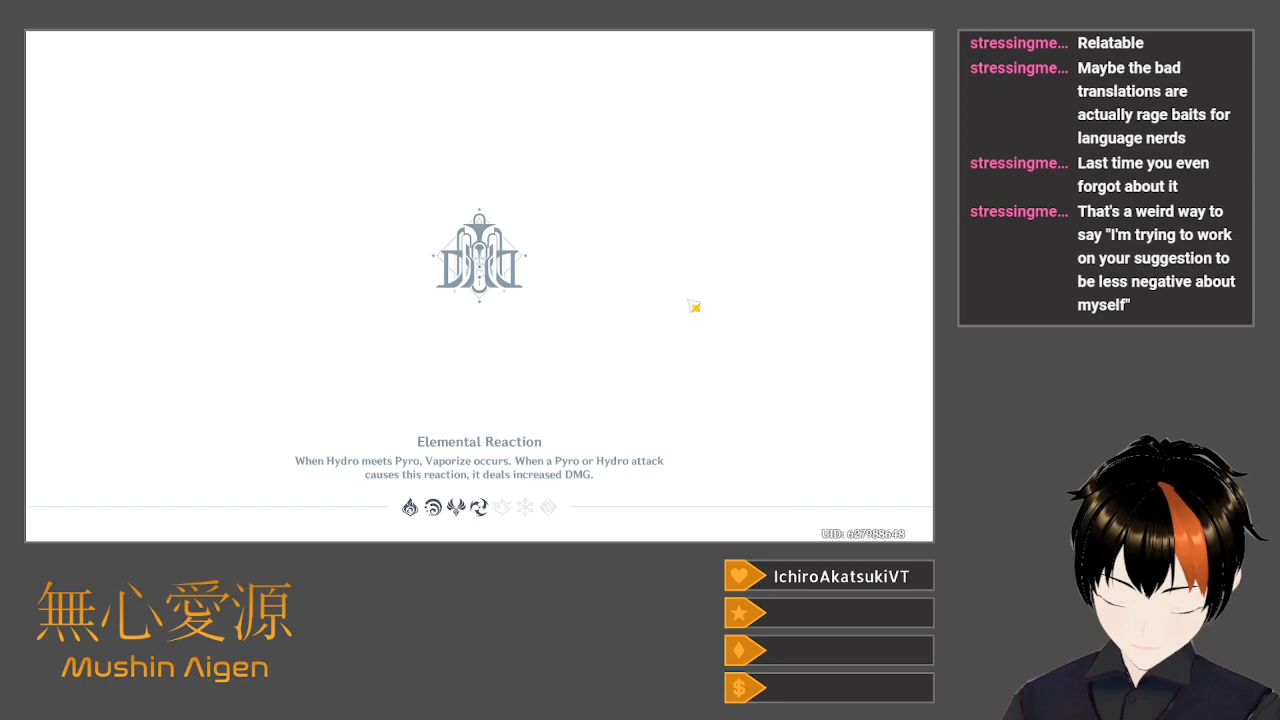 stressingme... Relatable
stressingme... Maybe the bad
translations are
actually rage baits for
language nerds
stressingme... Last time you even
forgot about it
stressingme... That's a weird way to
say "I'm trying to work
on your suggestion to
be less negative about
myself"
Elemental Reaction
When Hydro meets Pyro, Vaporize occurs. When a Pyro or Hydro attack
causes this reaction, it deals increased DMG.
UID: 627988648
無心愛源
Mushin Aigen
IchiroAkatsukiVT